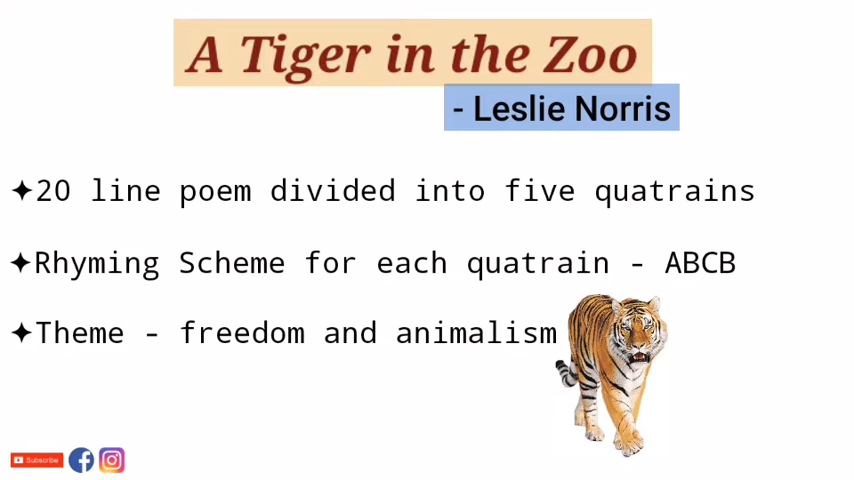 A Tiger in the Zoo
- Leslie Norris
✦20 line poem divided into five quatrains
✦Rhyming Scheme for each quatrain - ABCB
✦Theme - freedom and animalism
Subscribe